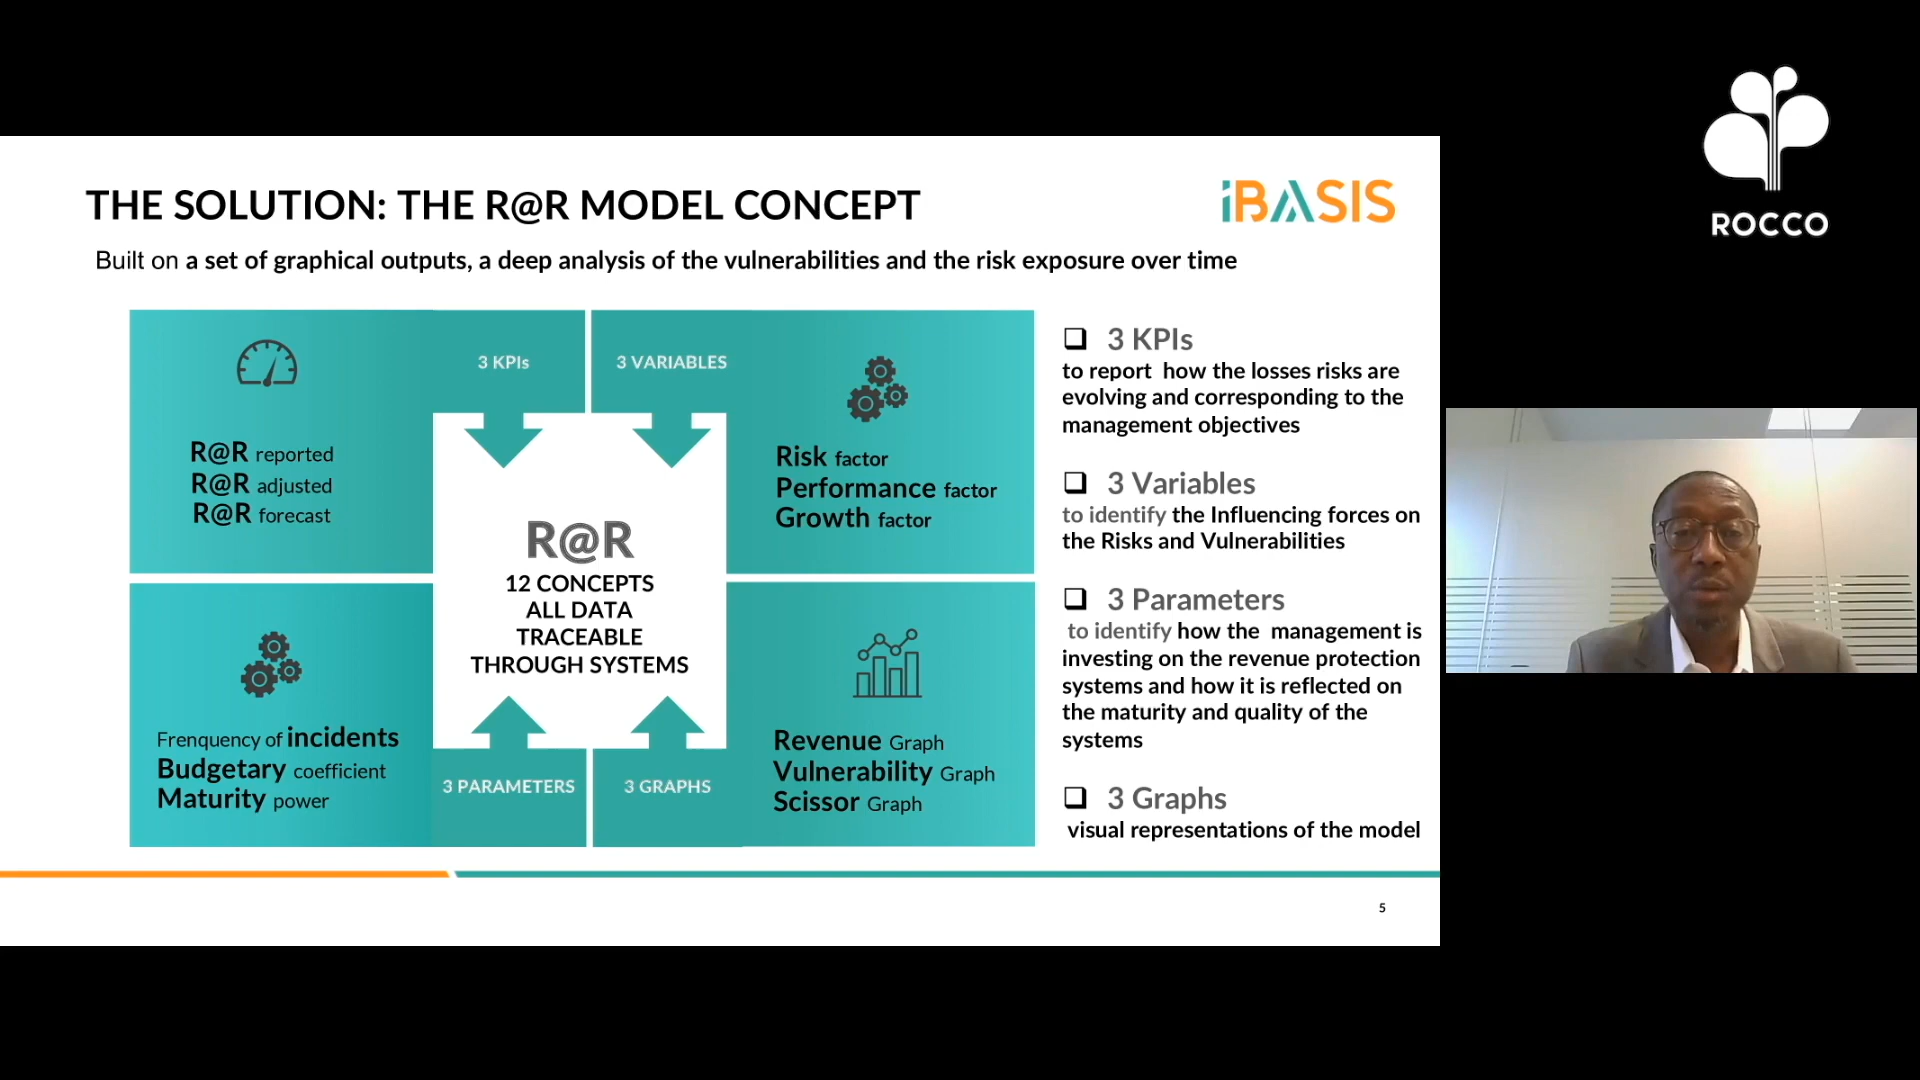 THE SOLUTION: THE R@R MODEL CONCEPT
iBASIS
ROCCO
Built on a set of graphical outputs, a deep analysis of the vulnerabilities and the risk exposure over time
3 KPIs
3 VARIABLES
R@R reported
R@R adjusted
R@R forecast
Risk factor
Performance factor
Growth factor
R@R
12 CONCEPTS
ALL DATA
TRACEABLE
THROUGH SYSTEMS
Frenquency of incidents
Budgetary coefficient
Maturity power
3 PARAMETERS
3 GRAPHS
Revenue Graph
Vulnerability Graph
Scissor Graph
3 KPIs
to report how the losses risks are
evolving and corresponding to the
management objectives
3 Variables
to identify the Influencing forces on
the Risks and Vulnerabilities
3 Parameters
to identify how the management is
investing on the revenue protection
systems and how it is reflected on
the maturity and quality of the
systems
3 Graphs
visual representations of the model
5